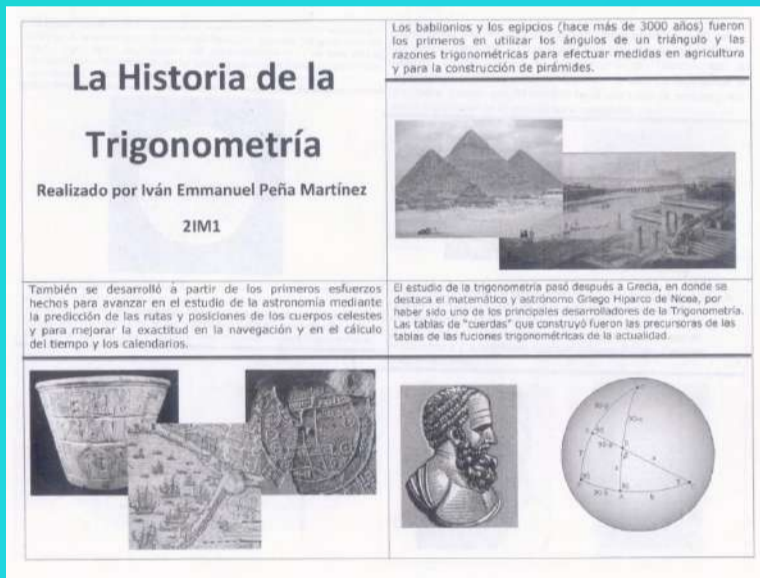 La Historia de la
Trigonometría
Realizado por Iván Emmanuel Peña Martínez
2IM1
Los babilonios y los egipcios (hace más de 3000 años) fueron
los primeros en utilizar los ángulos de un triángulo y las
razones trigonométricas para efectuar medidas en agricultura
y para la construcción de pirámides.
También se desarrolló a partir de los primeros esfuerzos
hechos para avanzar en el estudio de la astronomía mediante
la predicción de las rutas y posiciones de los cuerpos celestes
y para mejorar la exactitud en la navegación y en el cálculo
del tiempo y los calendarios.
El estudio de la trigonometría pasó después a Grecia, en donde se
destaca el matemático y astrónomo Griego Hiparco de Nicea, por
haber sido uno de los principales desarrolladores de la Trigonometría.
Las tablas de "cuerdas" que construyó fueron las precursoras de las
tablas de las fuciones trigonométricas de la actualidad.